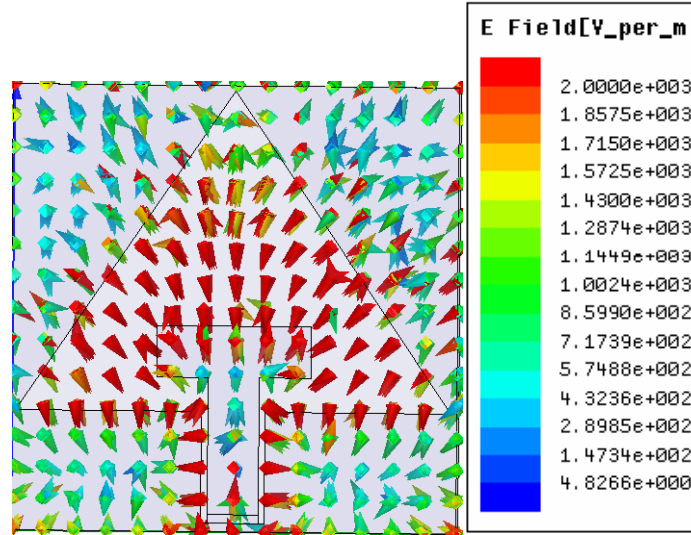 E Field[V_per_m
2.0000e+003
1.8575e+003
1.7150e+003
1.5725e+003
1.4300e+003
1.2874e+003
1.1449e+003
1.0024e+003
8.5990e+002
7.1739e+002
5.7488e+002
4.3236e+002
2.8985e+002
1.4734e+002
4.8266e+000